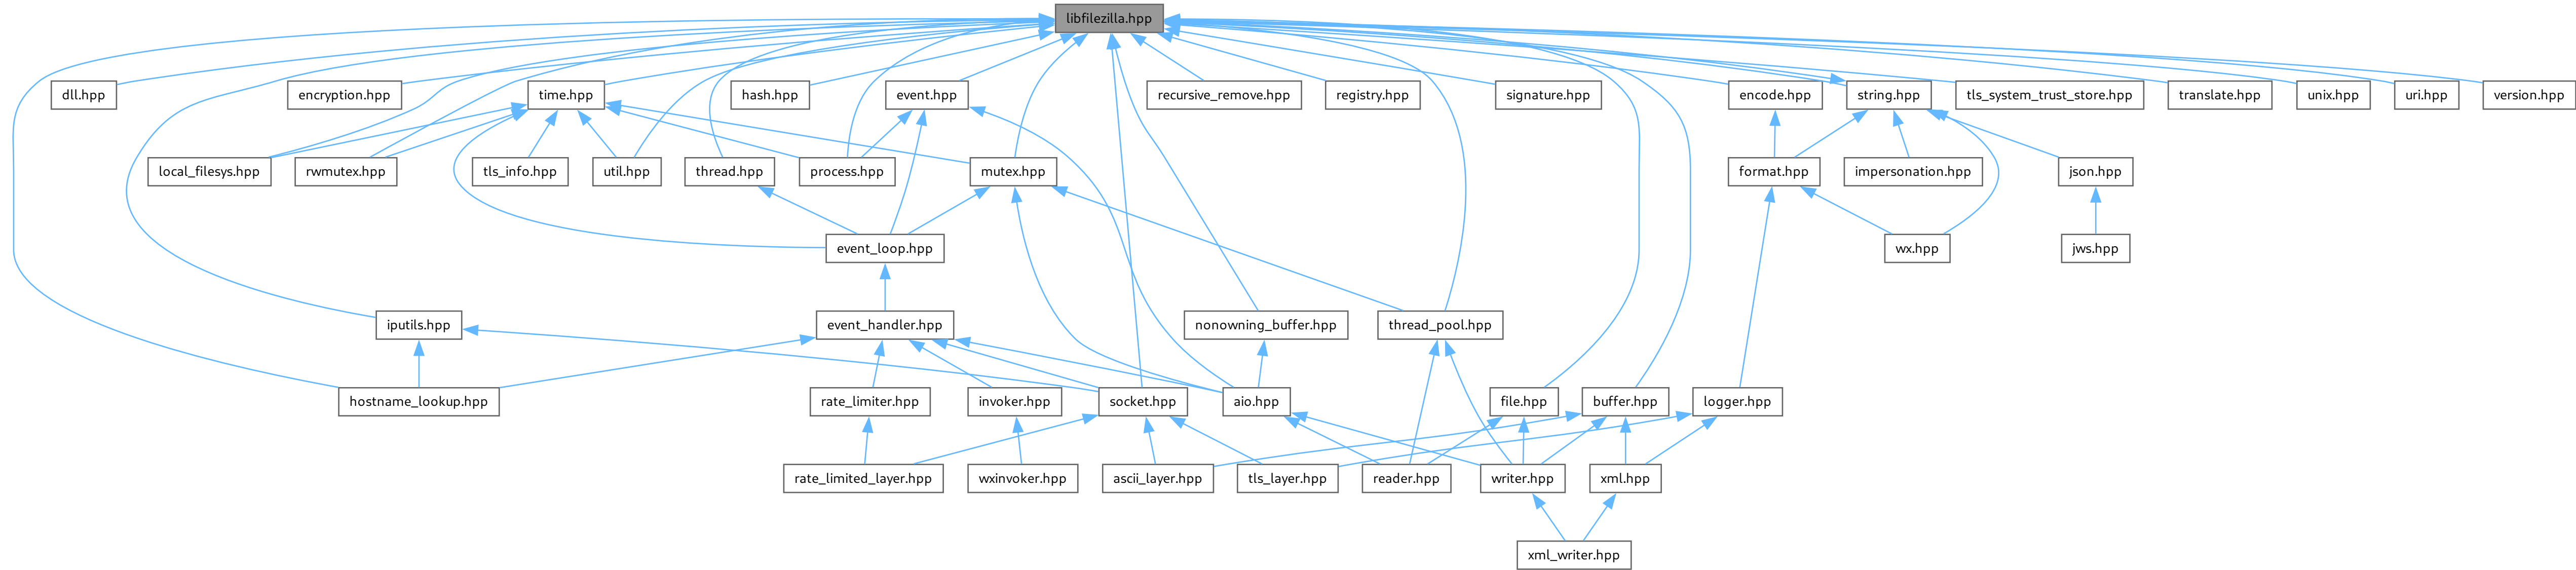 libfilezilla.hpp
dll.hpp
encryption.hpp
time.hpp
hash.hpp
event.hpp
recursive_remove.hpp
registry.hpp
signature.hpp
encode.hpp
string.hpp
tls_system_trust_store.hpp
translate.hpp
unix.hpp
uri.hpp
version.hpp
local_filesys.hpp
rwmutex.hpp
tls_info.hpp
util.hpp
thread.hpp
process.hpp
mutex.hpp
format.hpp
impersonation.hpp
json.hpp
event_loop.hpp
wx.hpp
jws.hpp
iputils.hpp
event_handler.hpp
nonowning_buffer.hpp
thread_pool.hpp
hostname_lookup.hpp
rate_limiter.hpp
invoker.hpp
socket.hpp
aio.hpp
file.hpp
buffer.hpp
logger.hpp
rate_limited_layer.hpp
wxinvoker.hpp
ascii_layer.hpp
tls_layer.hpp
reader.hpp
writer.hpp
xml.hpp
xml_writer.hpp